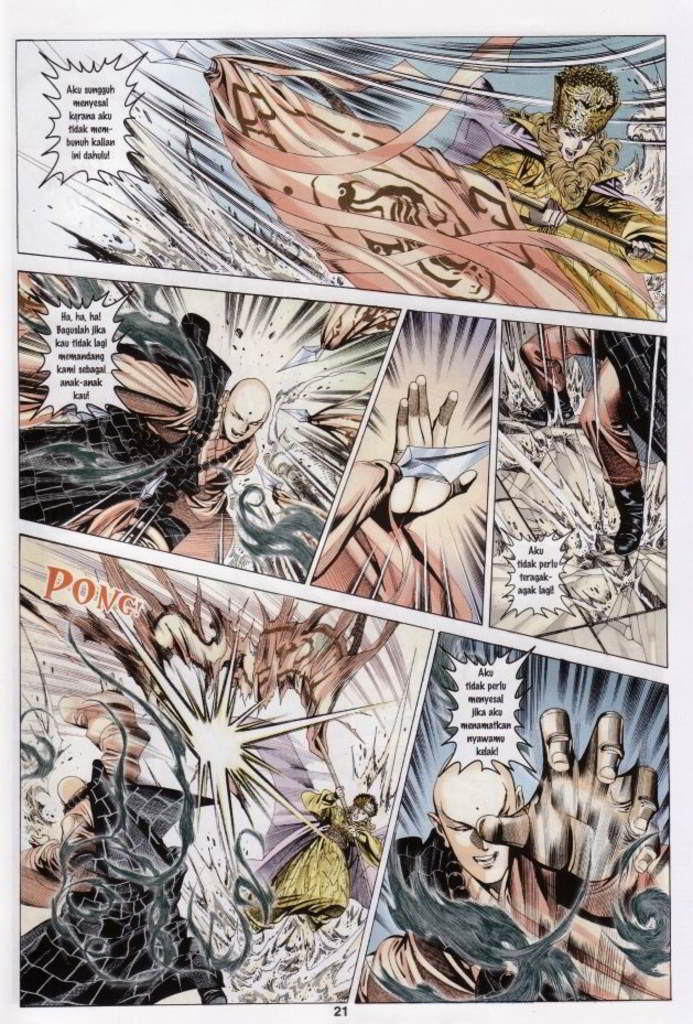 Aku sungguh
menyesal
kerana aku
tidak mem-
bunuh kalian
ini dahulu!
Ha, ha, ha!
Baguslah jika
kau tidak lagi
memandang
kami sebagai
anak-anak
kau!
Aku
tidak perlu
teragak-
agak lagi!
PONG!
Aku
tidak perlu
menyesal
jika aku
menamatkan
nyawamu
kelak!
21